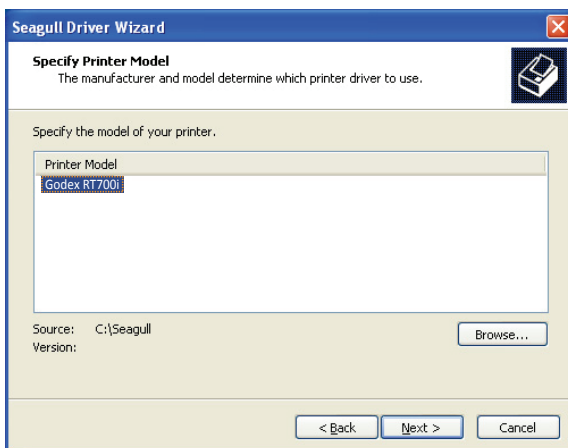 Seagull Driver Wizard
Specify Printer Model
The manufacturer and model determine which printer driver to use.
Specify the model of your printer.
Printer Model
Godex RT700i
Source: C:\Seagull
Browse...
Version:
< Back Next > Cancel